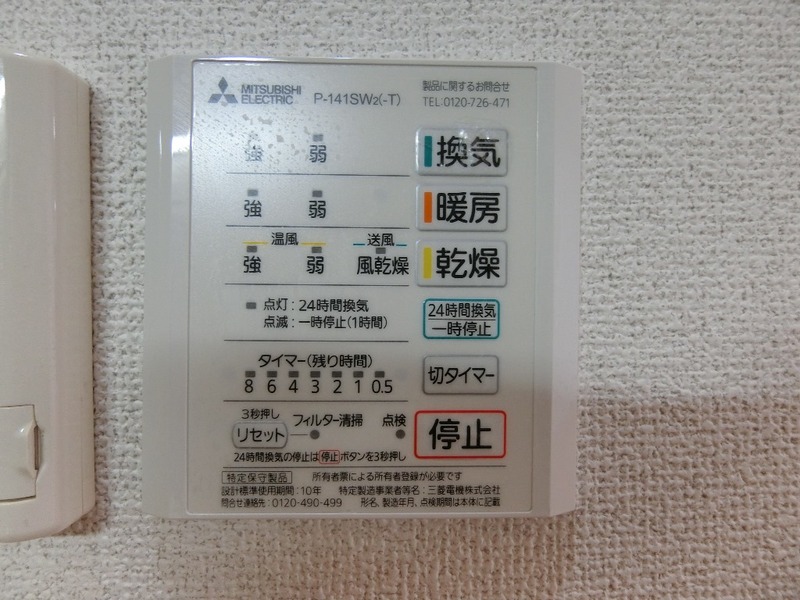 MITSUBISHI ELECTRIC P-141SW2(-T)
製品に関するお問合せ
TEL:0120-726-471
強 弱 換気
強 弱 暖房
温風 送風
強 弱 風乾燥 乾燥
点灯:24時間換気
点滅:一時停止(1時間)
24時間換気
一時停止
タイマー(残り時間)
8 6 4 3 2 1 0.5
切タイマー
3秒押し
リセット フィルター清掃 点検
停止
24時間換気の停止は停止ボタンを3秒押し
特定保守製品 所有者票による所有者登録が必要です
設計標準使用期間:10年 特定製造事業者等名:三菱電機株式会社
問合せ連絡先:0120-490-499 形名、製造年月、点検期間は本体に記載